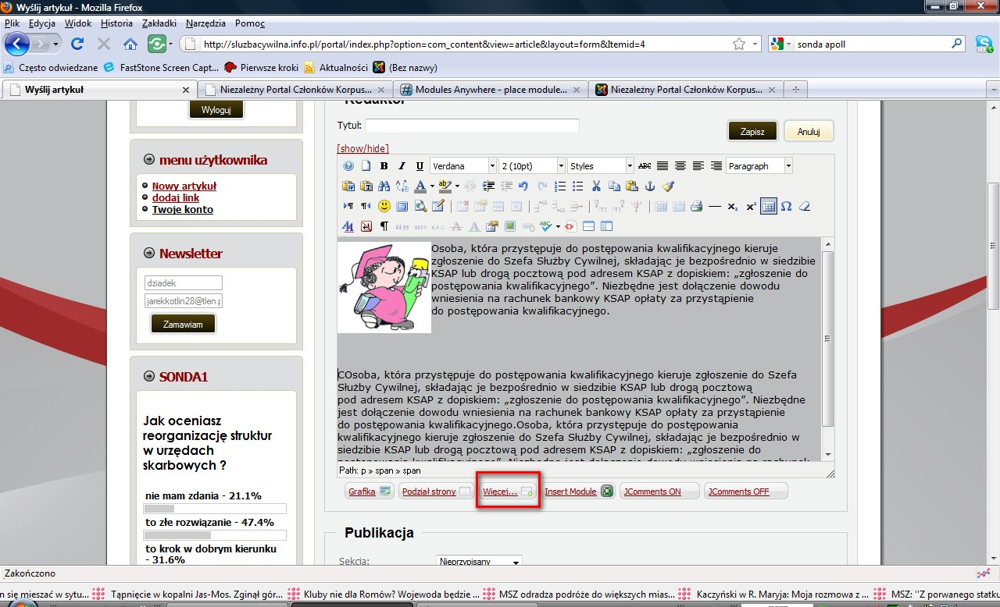 Wyślij artykuł - Mozilla Firefox
Plik Edycja Widok Historia Zakładki Narzędzia Pomoc
http://sluzbacywilna.info.pl/portal/index.php?option=com_content&view=article&layout=form&Itemid=4
sonda apoll
Często odwiedzane FastStone Screen Capt... Pierwsze kroki Aktualności (Bez nazwy)
Wyślij artykuł Niezależny Portal Członków Korpus... Modules Anywhere - place module... Niezależny Portal Członków Korpus...
Wyloguj
menu użytkownika
Nowy artykuł
dodaj link
Twoje konto
Newsletter
dziadek
jarekkotlin28@tlen.p
Zamawiam
SONDA1
Jak oceniasz
reorganizację struktur
w urzędach
skarbowych ?
nie mam zdania - 21.1%
to złe rozwiązanie - 47.4%
to krok w dobrym kierunku
- 31.6%
Redaktor
Tytuł:
Zapisz Anuluj
[show/hide]
B I U Verdana 2 (10pt) Styles ABC Paragraph
Osoba, która przystępuje do postępowania kwalifikacyjnego kieruje
zgłoszenie do Szefa Służby Cywilnej, składając je bezpośrednio w siedzibie
KSAP lub drogą pocztową pod adresem KSAP z dopiskiem: „zgłoszenie do
postępowania kwalifikacyjnego”. Niezbędne jest dołączenie dowodu
wniesienia na rachunek bankowy KSAP opłaty za przystąpienie
do postępowania kwalifikacyjnego.
COsoba, która przystępuje do postępowania kwalifikacyjnego kieruje zgłoszenie do Szefa
Służby Cywilnej, składając je bezpośrednio w siedzibie KSAP lub drogą pocztową
pod adresem KSAP z dopiskiem: „zgłoszenie do postępowania kwalifikacyjnego”. Niezbędne
jest dołączenie dowodu wniesienia na rachunek bankowy KSAP opłaty za przystąpienie
do postępowania kwalifikacyjnego.Osoba, która przystępuje do postępowania
kwalifikacyjnego kieruje zgłoszenie do Szefa Służby Cywilnej, składając je bezpośrednio w
siedzibie KSAP lub drogą pocztową pod adresem KSAP z dopiskiem: „zgłoszenie do
postępowania kwalifikacyjnego”. Niezbędne jest dołączenie dowodu wniesienia na rachunek
Path: p » span » span
Grafika Podział strony Więcej... Insert Module JComments ON JComments OFF
Publikacja
Sekcja: Nieprzypisany
Zakończono
n się mieszać w sytu... Tąpnięcie w kopalni Jas-Mos. Zginął gór... Kluby nie dla Romów? Wojewoda będzie ... MSZ odradza podróże do większych mias... Kaczyński w R. Maryja: Moja rozmowa z ... MSZ: "Z porwanego statku